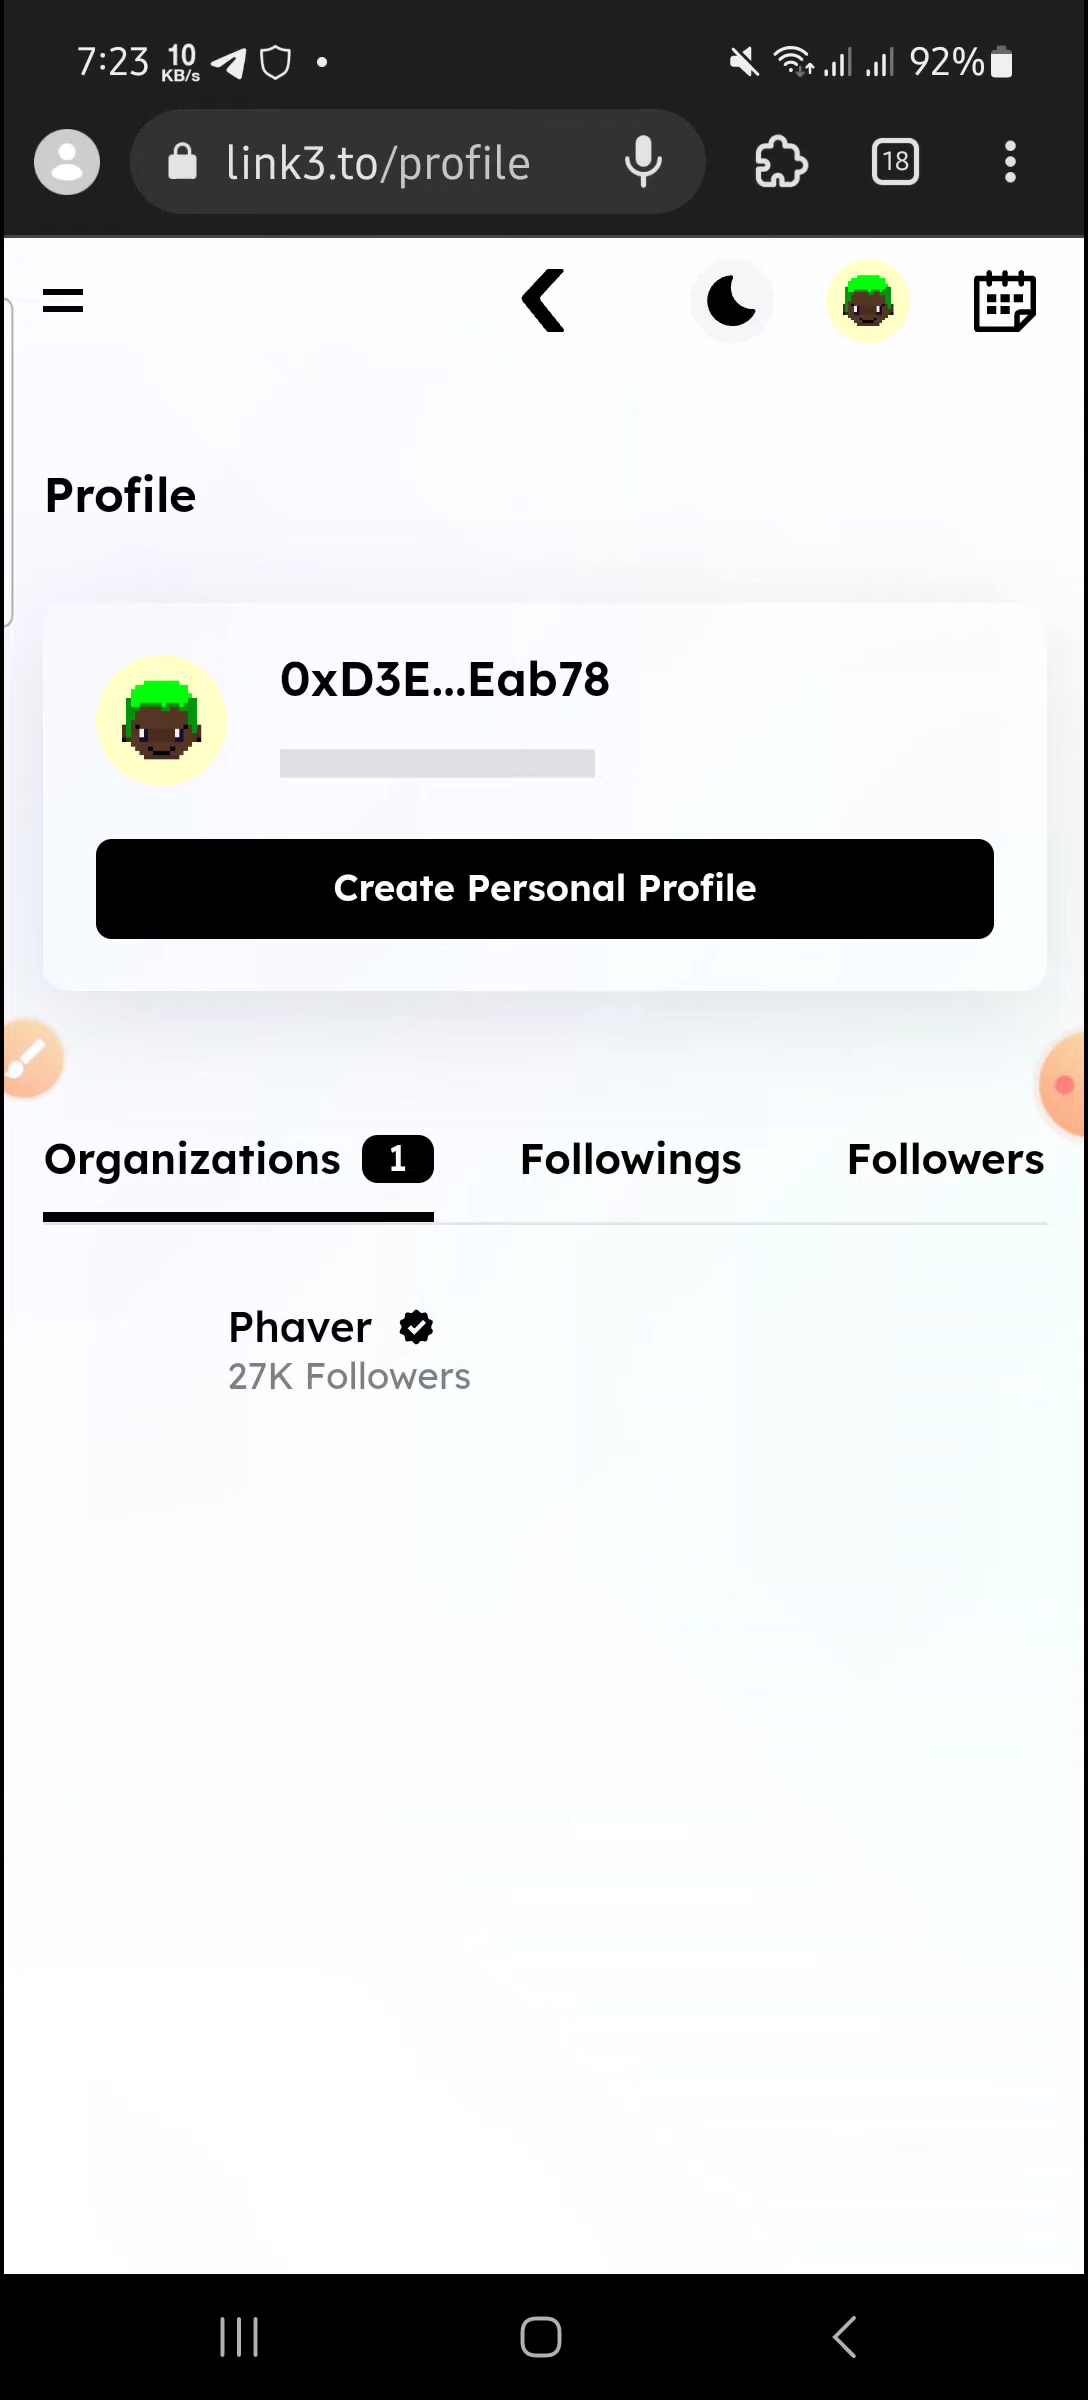 7:23 10 KB/s 92%
link3.to/profile 18
Profile
0xD3E...Eab78
Create Personal Profile
Organizations 1 Followings Followers
Phaver
27K Followers